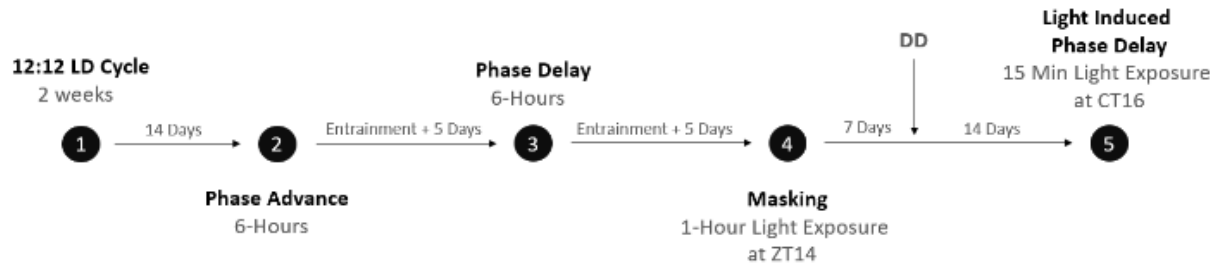 12:12 LD Cycle
2 weeks
1
14 Days
2
Phase Advance
6-Hours
Entrainment + 5 Days
Phase Delay
6-Hours
3
Entrainment + 5 Days
4
Masking
1-Hour Light Exposure
at ZT14
7 Days
DD
14 Days
Light Induced
Phase Delay
15 Min Light Exposure
at CT16
5